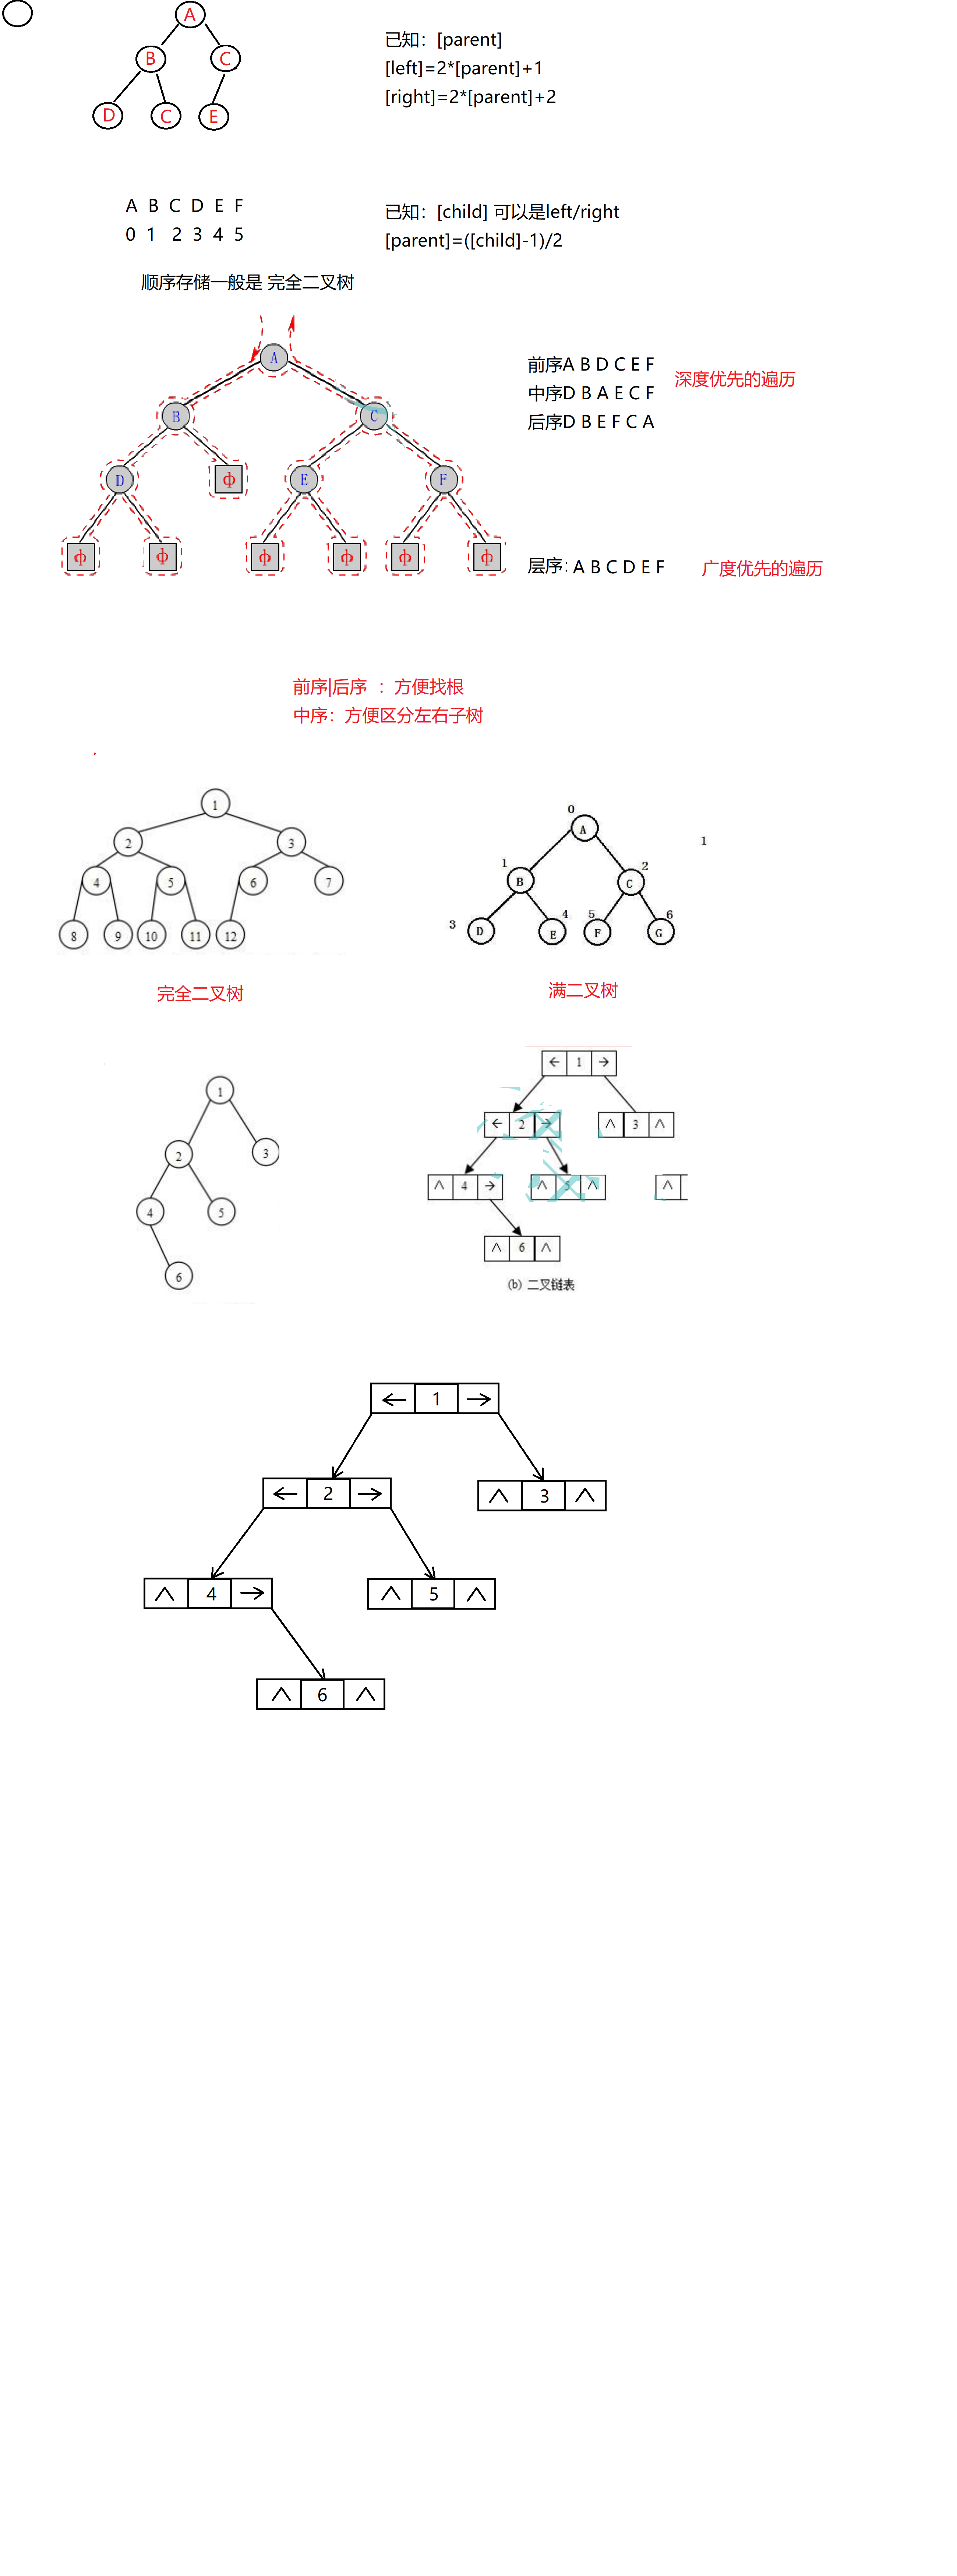 A
B C
D C E
已知：[parent]
[left]=2*[parent]+1
[right]=2*[parent]+2
A B C D E F
0 1 2 3 4 5
已知：[child] 可以是left/right
[parent]=([child]-1)/2
顺序存储一般是 完全二叉树
A
B C
D ф E F
ф ф ф ф ф ф
前序A B D C E F
中序D B A E C F
后序D B E F C A
深度优先的遍历
层序：A B C D E F
广度优先的遍历
前序|后序 ：方便找根
中序：方便区分左右子树
1
2 3
4 5 6 7
8 9 10 11 12
完全二叉树
0
A
1 2
B C
3 4 5 6
D E F G
1
满二叉树
1
2 3
4 5
6
← 1 →
← 2 → ∧ 3 ∧
∧ 4 → ∧ 5 ∧ ∧
∧ 6 ∧
(b) 二叉链表
← 1 →
← 2 → ∧ 3 ∧
∧ 4 → ∧ 5 ∧
∧ 6 ∧